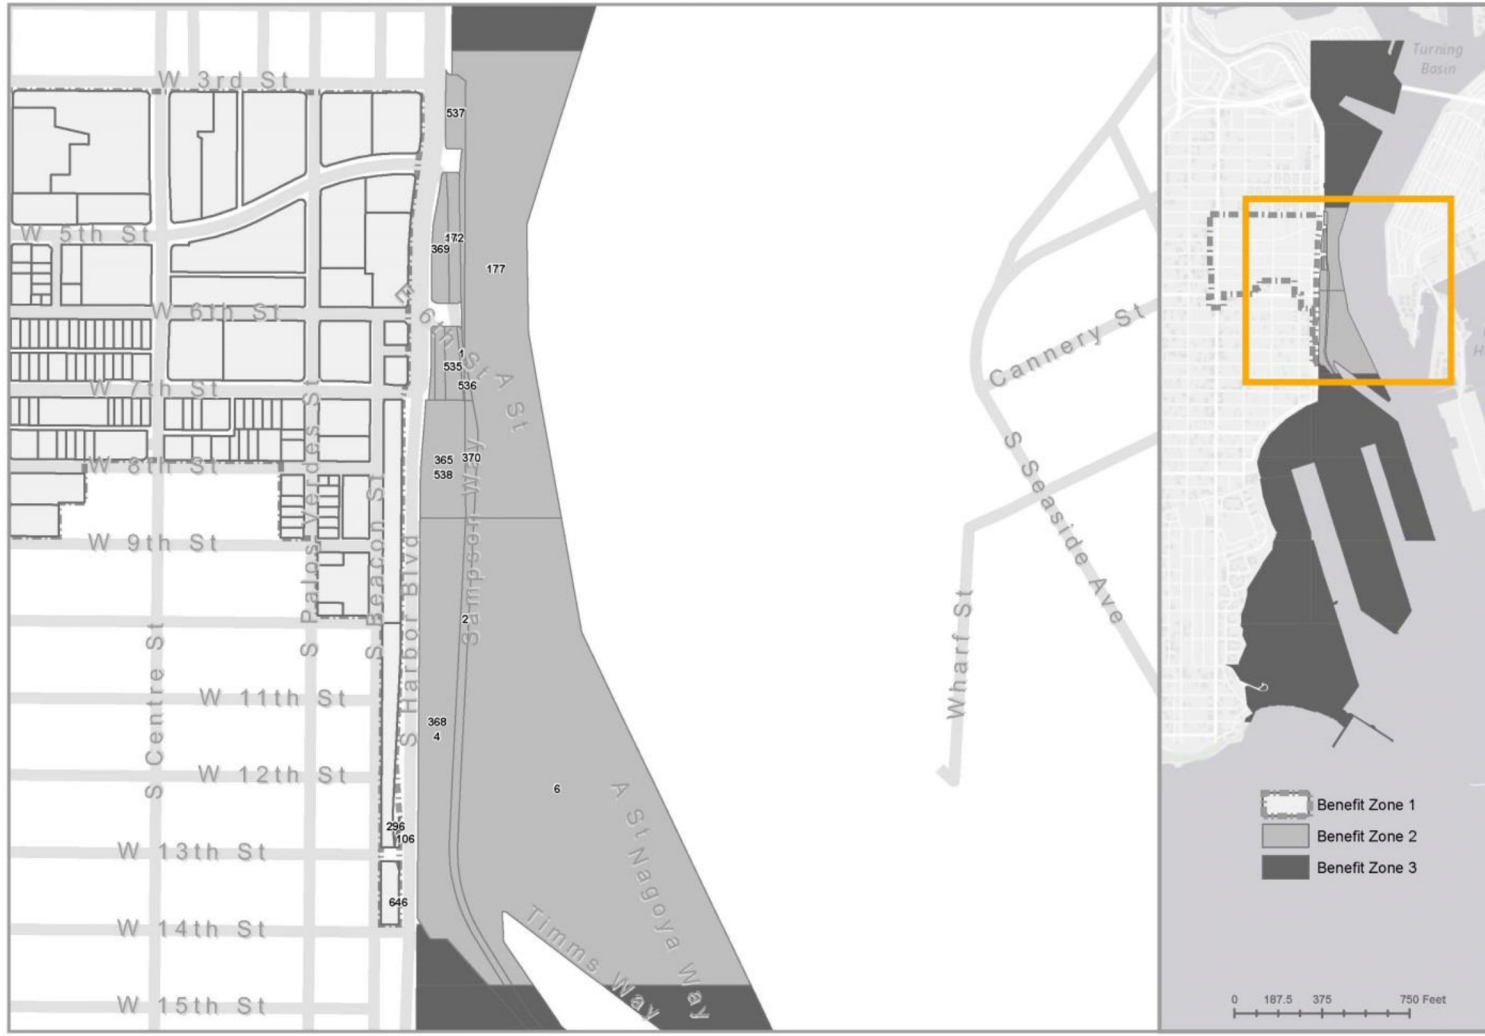 W 3rd St
537
W 5th St
172
369
177
W 6th St
E 6th St
A St
1
535
536
W 7th St
Cannery St
S Palos Verdes St
W 8th St
365
370
538
Sampson Way
S Beacon St
W 9th St
S Harbor Blvd
S Seaside Ave
2
S Centre St
W 11th St
Wharf St
368
4
W 12th St
6
A St Nagoya Way
296
106
W 13th St
646
W 14th St
Timms Way
W 15th St
Turning
Basin
Benefit Zone 1
Benefit Zone 2
Benefit Zone 3
0 187.5 375 750 Feet